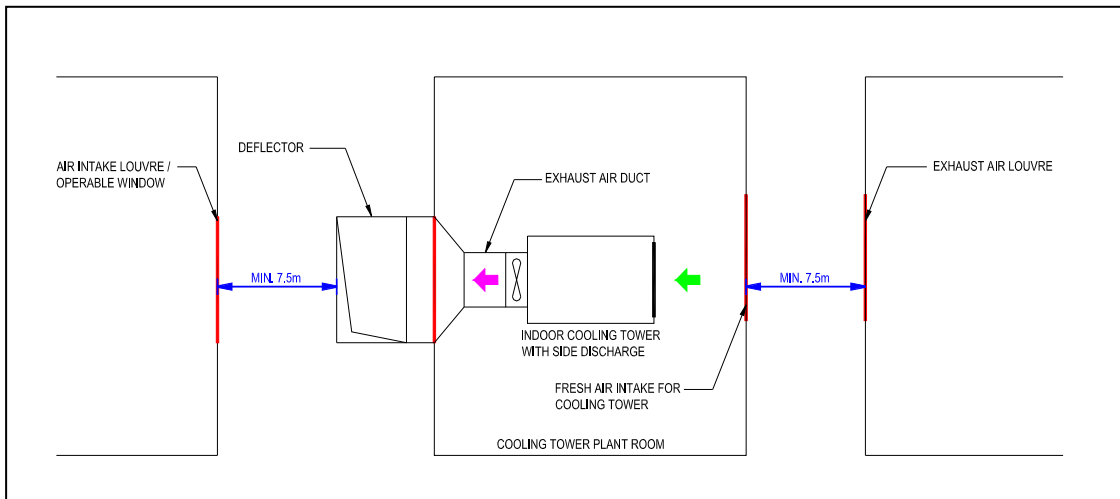 DEFLECTOR
AIR INTAKE LOUVRE /
OPERABLE WINDOW
EXHAUST AIR DUCT
EXHAUST AIR LOUVRE
MIN. 7.5m
MIN. 7.5m
INDOOR COOLING TOWER
WITH SIDE DISCHARGE
FRESH AIR INTAKE FOR
COOLING TOWER
COOLING TOWER PLANT ROOM